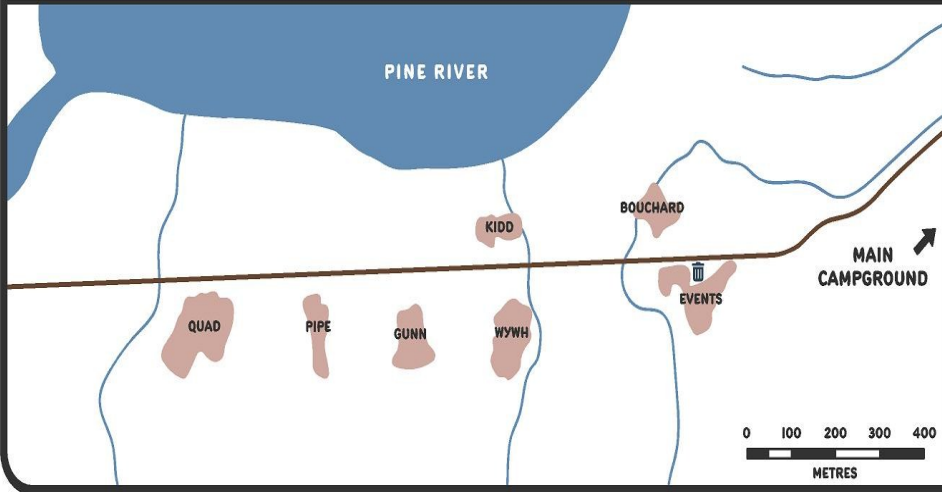 PINE RIVER
BOUCHARD
KIDD
MAIN
CAMPGROUND
EVENTS
QUAD
PIPE
GUNN
WYWH
0 100 200 300 400
METRES